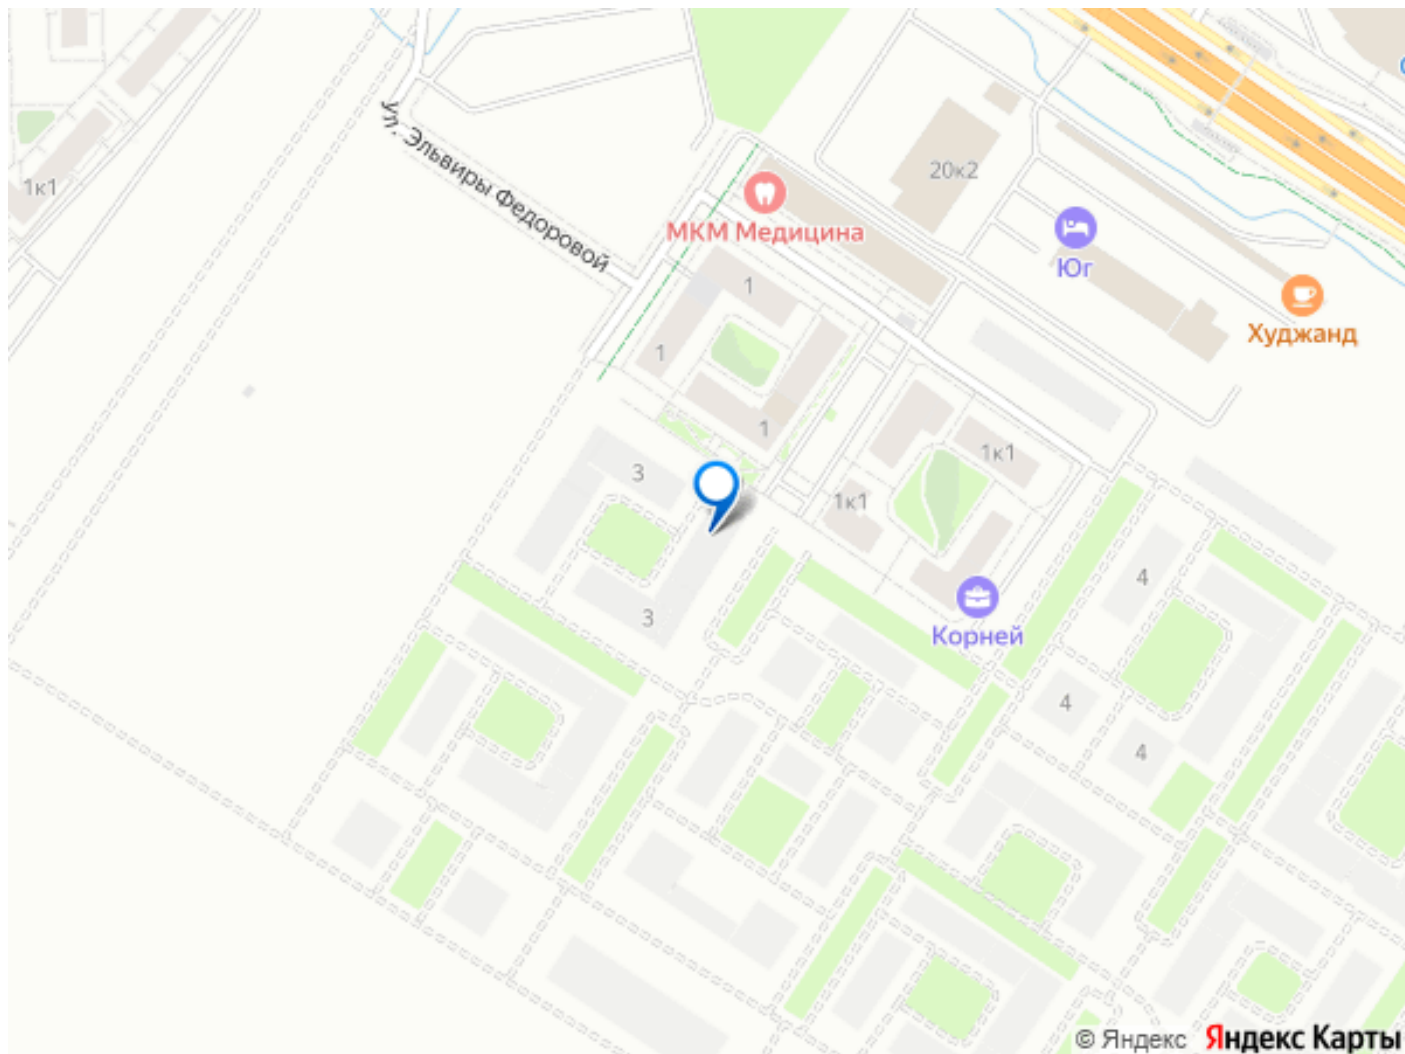 1к1
ул. Эльвиры Федоровой
20к2
МКМ Медицина
Юг
Худжанд
1
1
1
1к1
1к1
3
3
4
Корней
4
4
© Яндекс Яндекс Карты